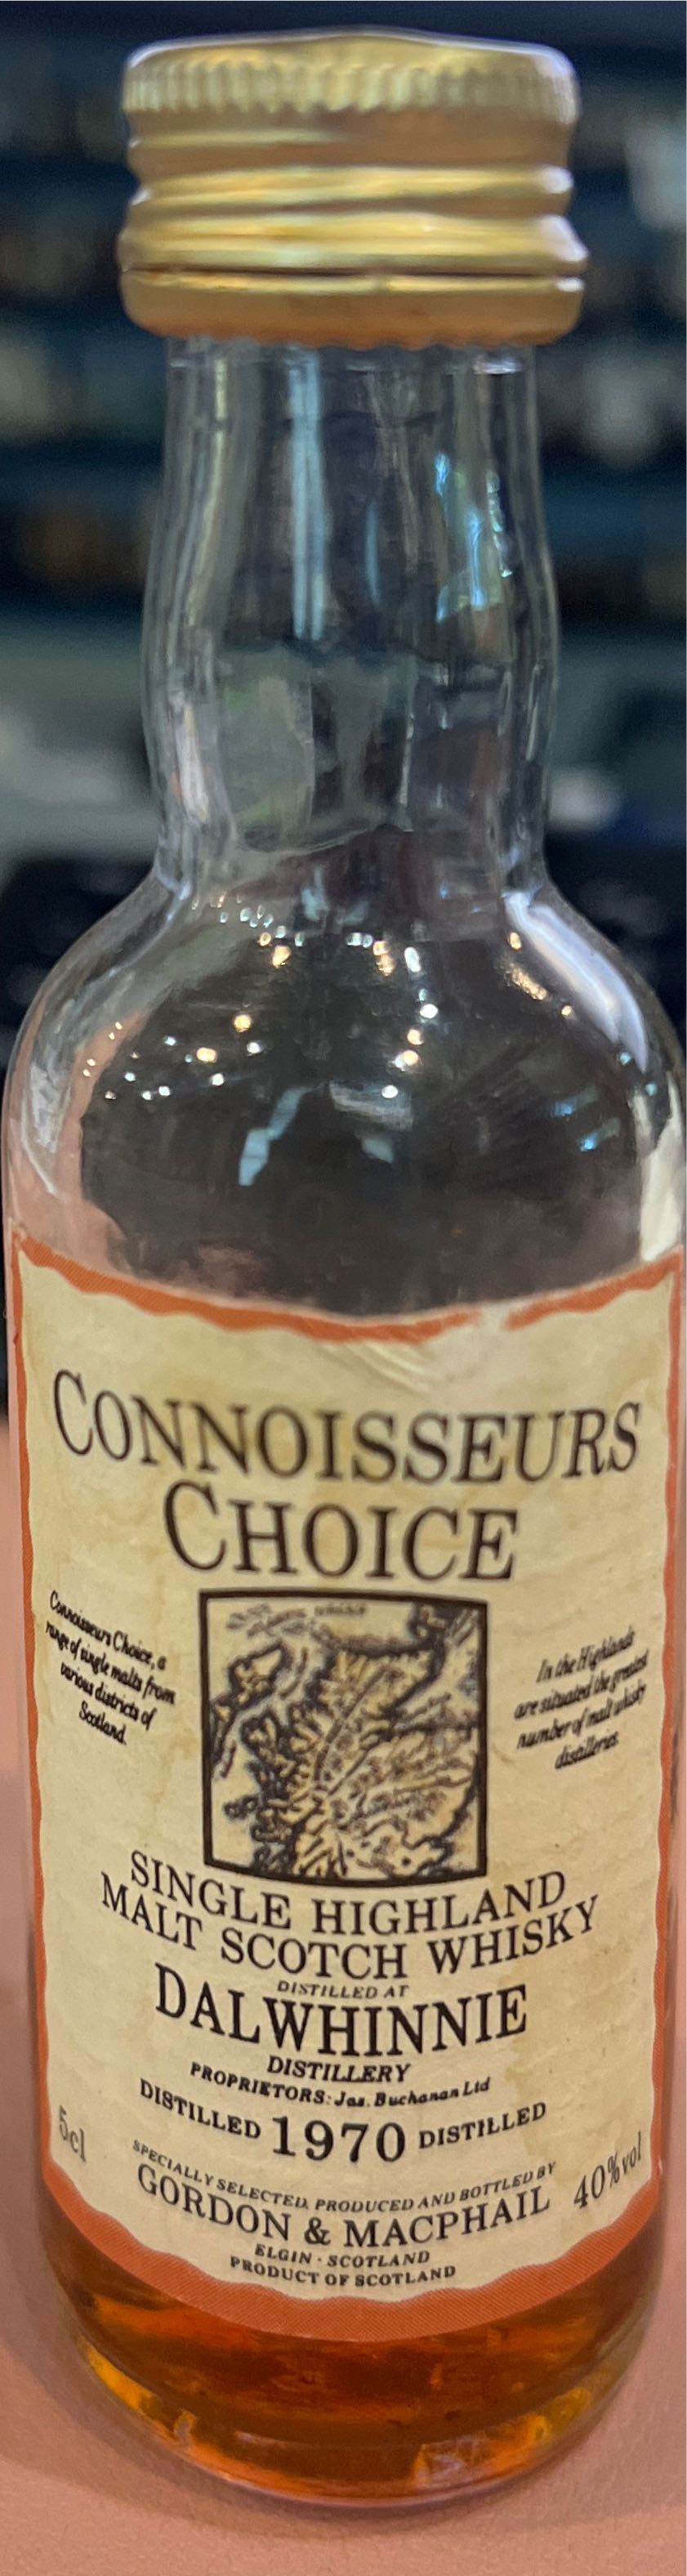 CONNOISSEURS
CHOICE
Connoisseurs Choice, a
range of single malts from
various districts of
Scotland.
In the Highlands
are situated the greatest
number of malt whisky
distilleries.
SINGLE HIGHLAND
MALT SCOTCH WHISKY
DISTILLED AT
DALWHINNIE
DISTILLERY
PROPRIETORS: Jas. Buchanan Ltd
DISTILLED 1970 DISTILLED
5cl
40%vol
SPECIALLY SELECTED, PRODUCED AND BOTTLED BY
GORDON & MACPHAIL
ELGIN · SCOTLAND
PRODUCT OF SCOTLAND